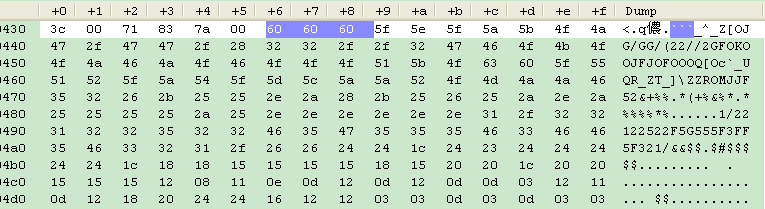 +0 +1 +2 +3 +4 +5 +6 +7 +8 +9 +a +b +c +d +e +f Dump
0430 3c 00 71 83 7a 00 60 60 60 5f 5e 5f 5a 5b 4f 4a <.q儂.```_^_Z[OJ
0440 47 2f 47 47 2f 28 32 32 2f 2f 32 47 46 4f 4b 4f G/GG/(22//2GFOKO
0450 4f 4a 46 4a 4f 46 4f 4f 4f 51 5b 4f 63 60 5f 55 OJFJOFOOOQ[Oc`_U
0460 51 52 5f 5a 54 5f 5d 5c 5a 5a 52 4f 4d 4a 4a 46 QR_ZT_]\ZZROMJJF
0470 35 32 26 2b 25 25 2e 2a 28 2b 25 26 25 2a 2e 2a 52&+%%.*(+%&%*.*
0480 25 25 25 25 2a 25 2e 2e 2e 2e 2e 2e 31 2f 32 32 %%%%*%......1/22
0490 31 32 32 35 32 32 46 35 47 35 35 35 46 33 46 46 122522F5G555F3FF
04a0 35 46 33 32 31 2f 26 26 24 24 1c 24 23 24 24 24 5F321/&&$$.$#$$$
04b0 24 24 1c 18 18 15 15 15 15 18 15 20 20 1c 20 20 $$.........  .  
04c0 15 15 15 12 08 11 0e 0d 12 0d 0d 0d 0d 03 12 11 ................
04d0 0d 12 18 20 24 24 16 12 12 03 03 0d 0d 0d 03 03 ... $$..........